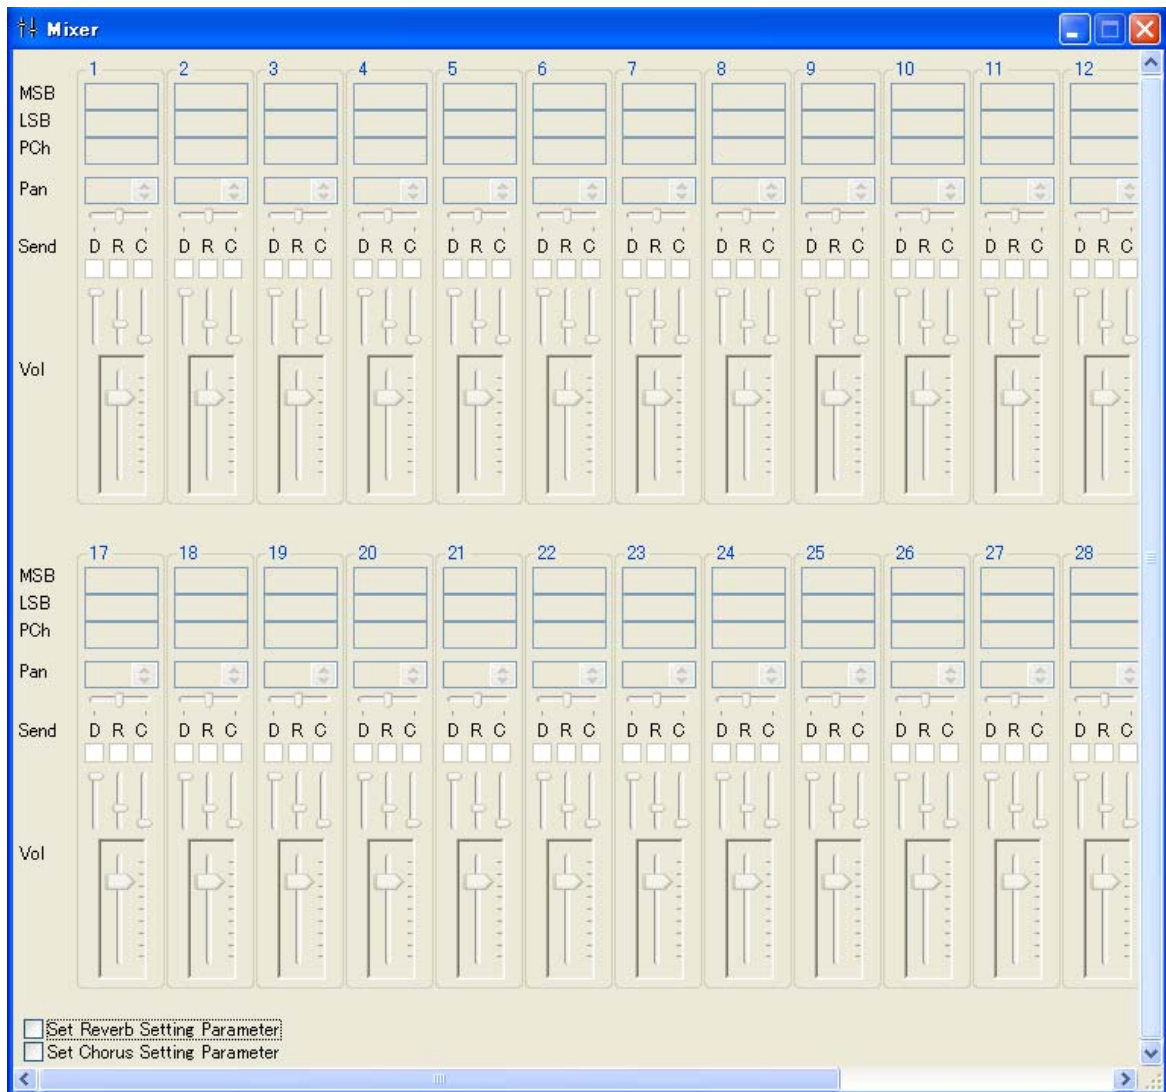 Mixer
1 2 3 4 5 6 7 8 9 10 11 12
MSB
LSB
PCh
Pan
Send D R C D R C D R C D R C D R C D R C D R C D R C D R C D R C D R C D R C
Vol
17 18 19 20 21 22 23 24 25 26 27 28
MSB
LSB
PCh
Pan
Send D R C D R C D R C D R C D R C D R C D R C D R C D R C D R C D R C D R C
Vol
Set Reverb Setting Parameter
Set Chorus Setting Parameter